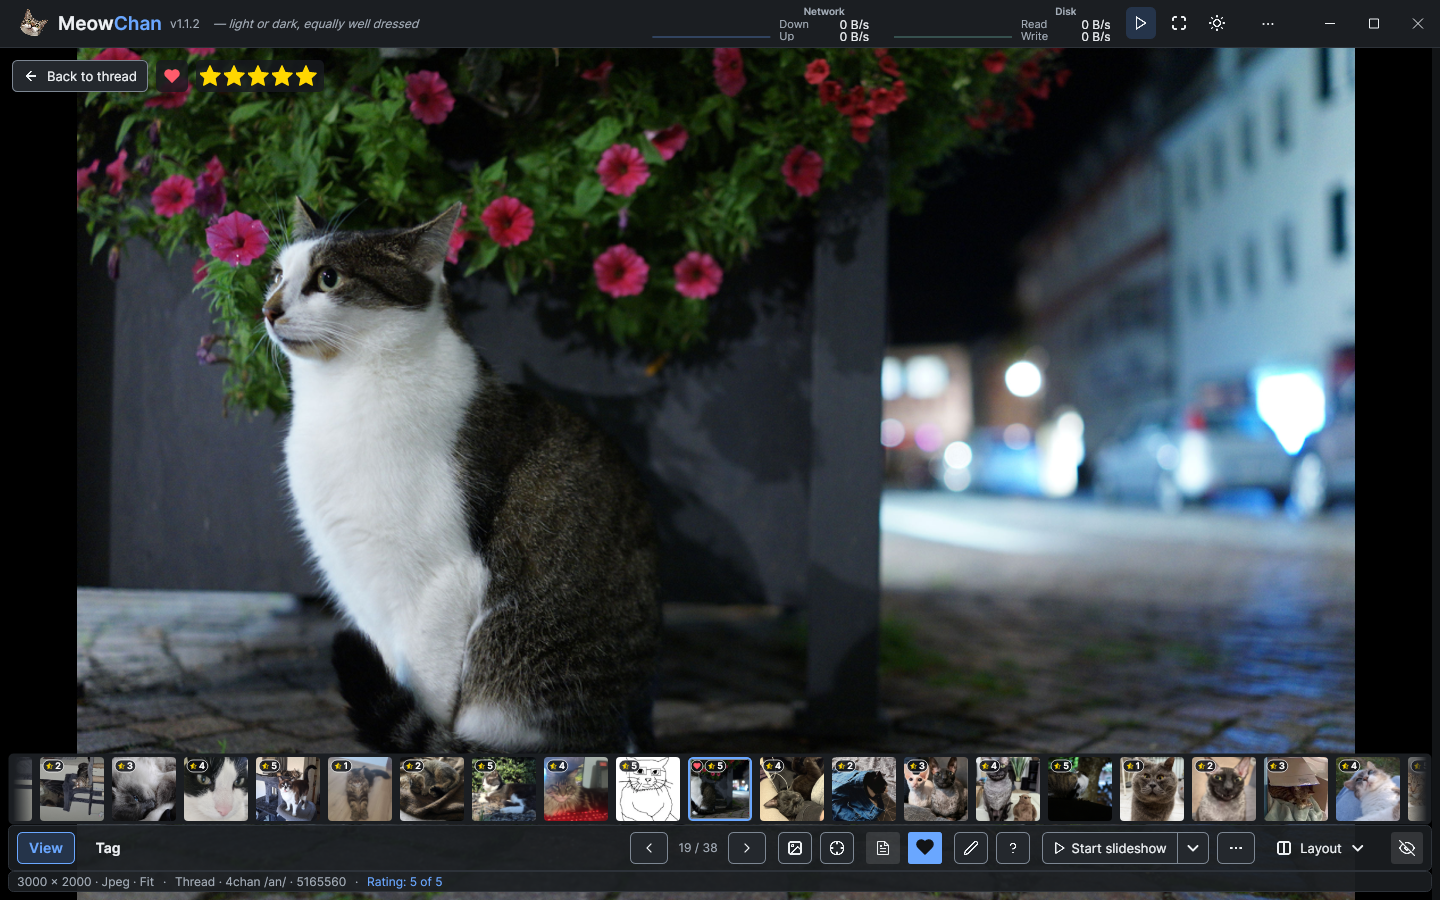 MeowChan v1.1.2 — light or dark, equally well dressed
Network
Down 0 B/s
Up 0 B/s
Disk
Read 0 B/s
Write 0 B/s
Back to thread
2 3 4 5 1 2 5 4 5 5 4 2 3 4 5 1 2 3 4
View Tag 19 / 38 ? Start slideshow Layout
3000 × 2000 · Jpeg · Fit · Thread · 4chan /an/ · 5165560 · Rating: 5 of 5